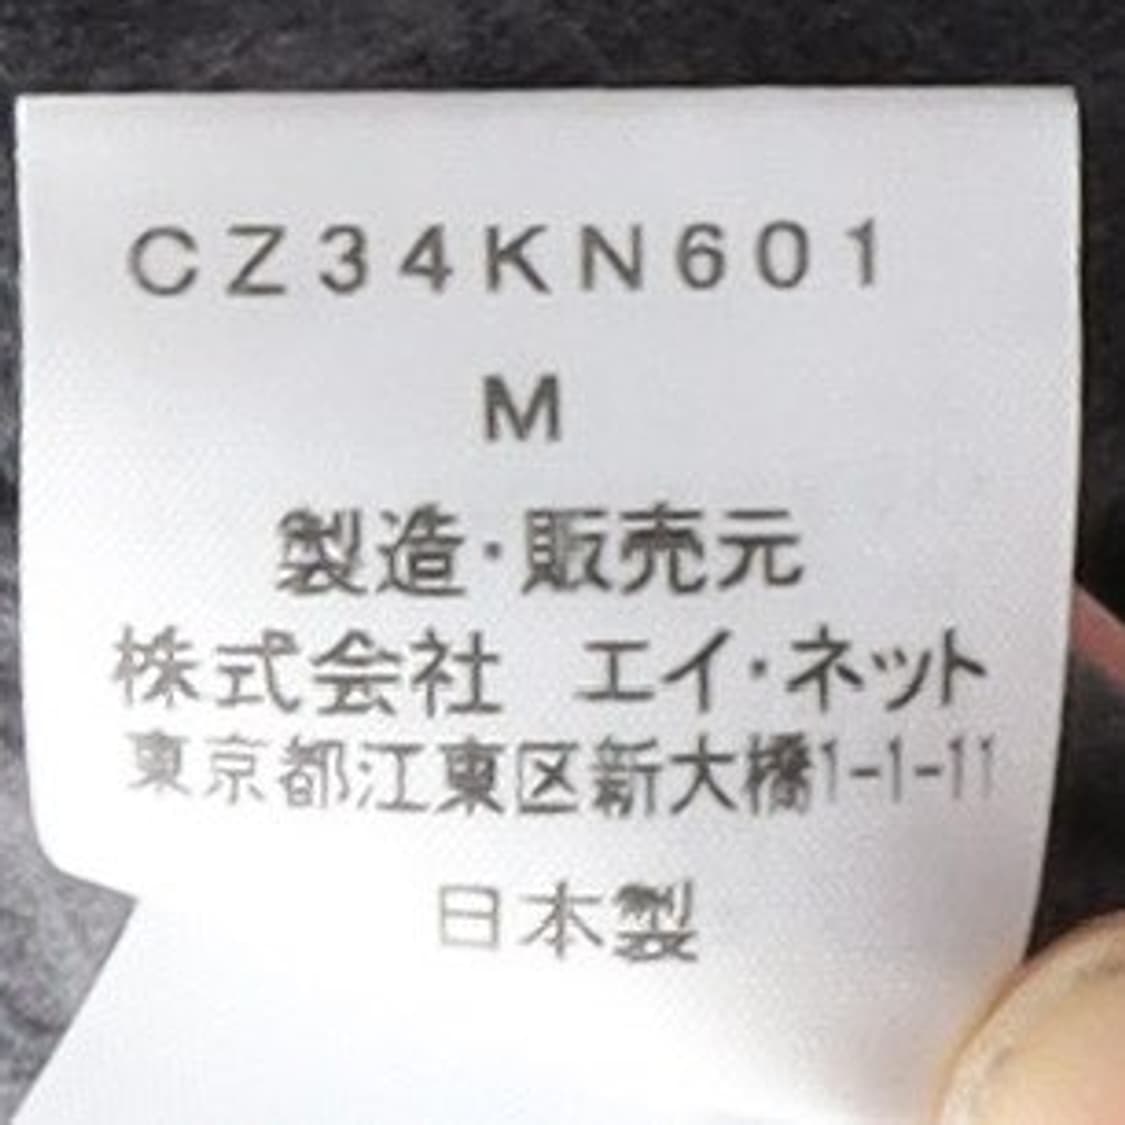 CZ34KN601
M
製造・販売元
株式会社 エイ・ネット
東京都江東区新大橋1-1-11
日本製